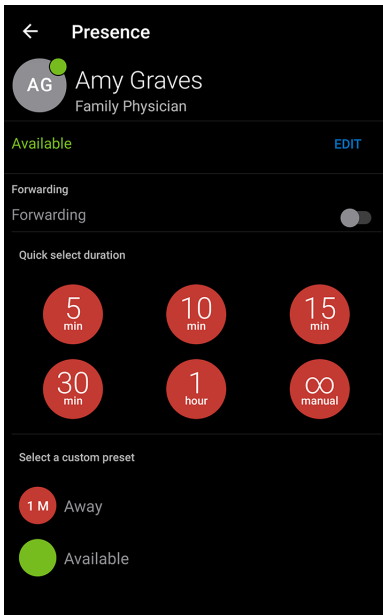 Presence
AG
Amy Graves
Family Physician
Available
EDIT
Forwarding
Forwarding
Quick select duration
5 min
10 min
15 min
30 min
1 hour
∞ manual
Select a custom preset
1 M Away
Available